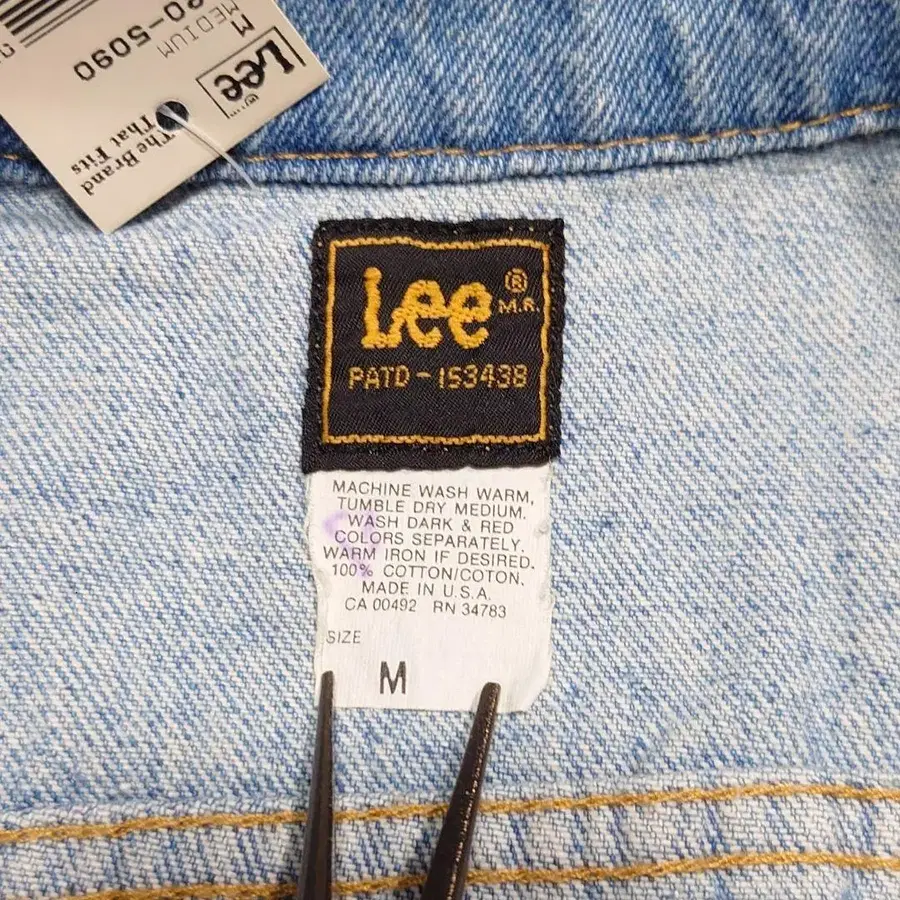 M
MEDIUM
20-5090
Lee
The Brand
That Fits
Lee ®
M.R.
PATD-153438
MACHINE WASH WARM,
TUMBLE DRY MEDIUM.
WASH DARK & RED
COLORS SEPARATELY.
WARM IRON IF DESIRED.
100% COTTON/COTON.
MADE IN U.S.A.
CA 00492 RN 34783
SIZE
M